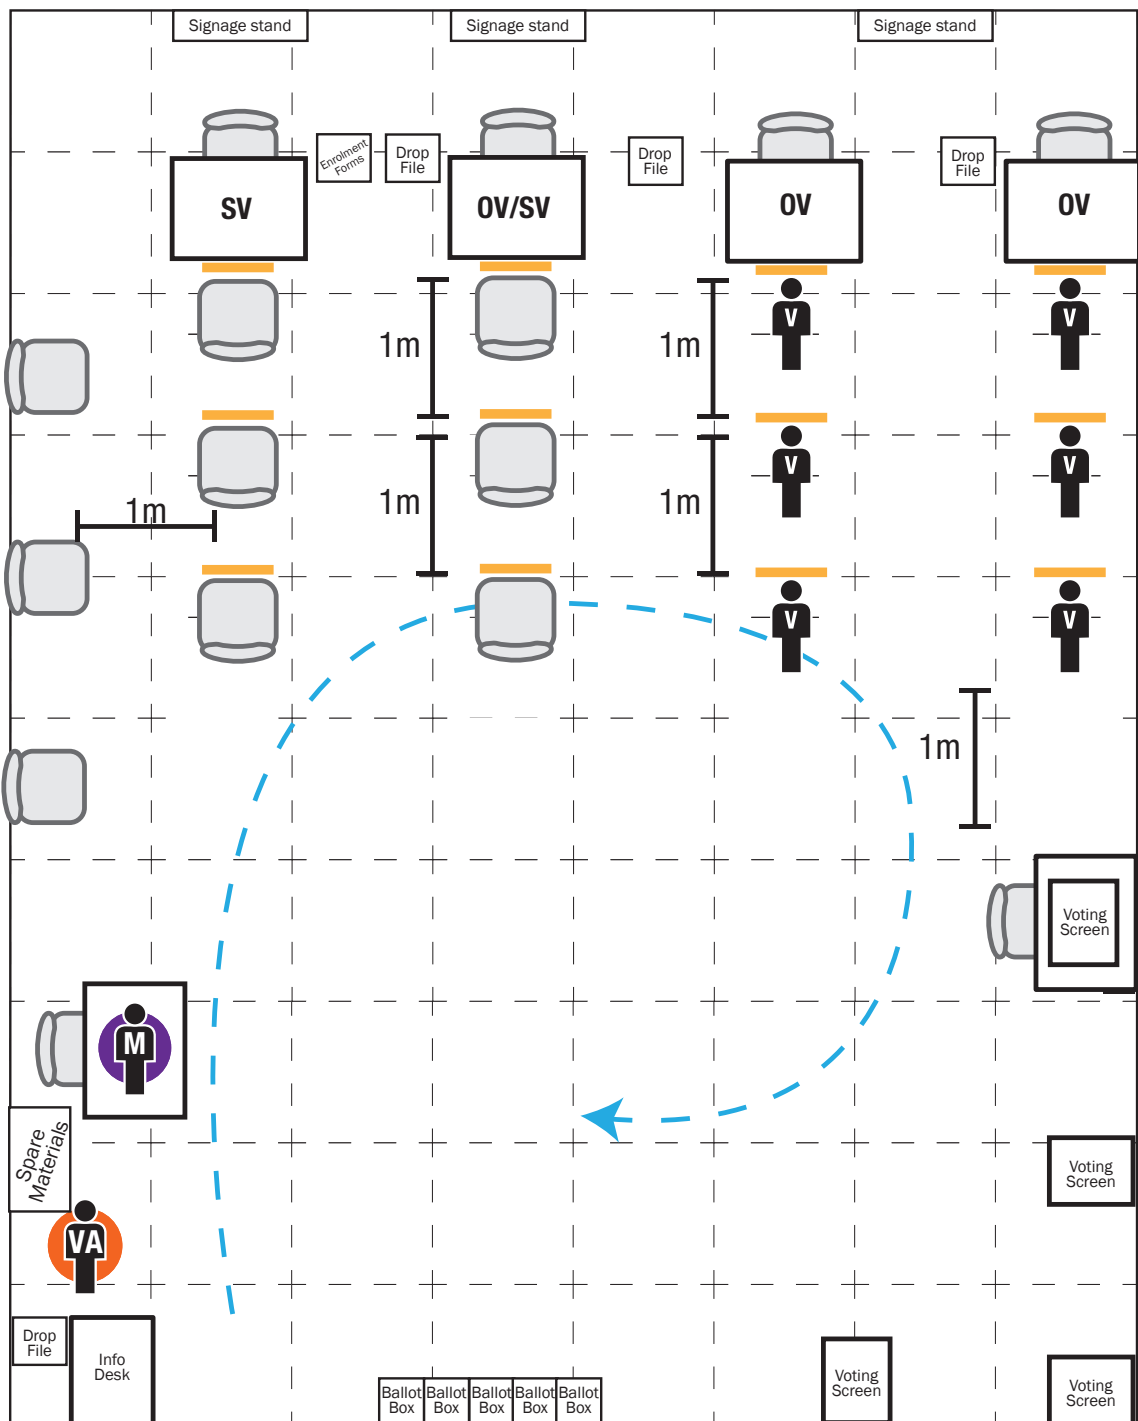 Signage stand
Signage stand
Signage stand
Enrolment
Forms
Drop
File
Drop
File
Drop
File
SV
OV/SV
OV
OV
V
V
1m
1m
V
V
1m
1m
1m
V
V
1m
Voting
Screen
M
Spare
Materials
Voting
Screen
VA
Drop
File
Info
Desk
Voting
Screen
Voting
Screen
Ballot
Box
Ballot
Box
Ballot
Box
Ballot
Box
Ballot
Box